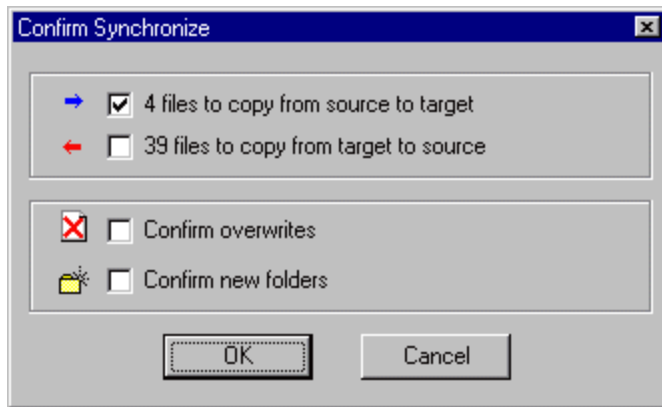 Confirm Synchronize
4 files to copy from source to target
39 files to copy from target to source
Confirm overwrites
Confirm new folders
OK
Cancel